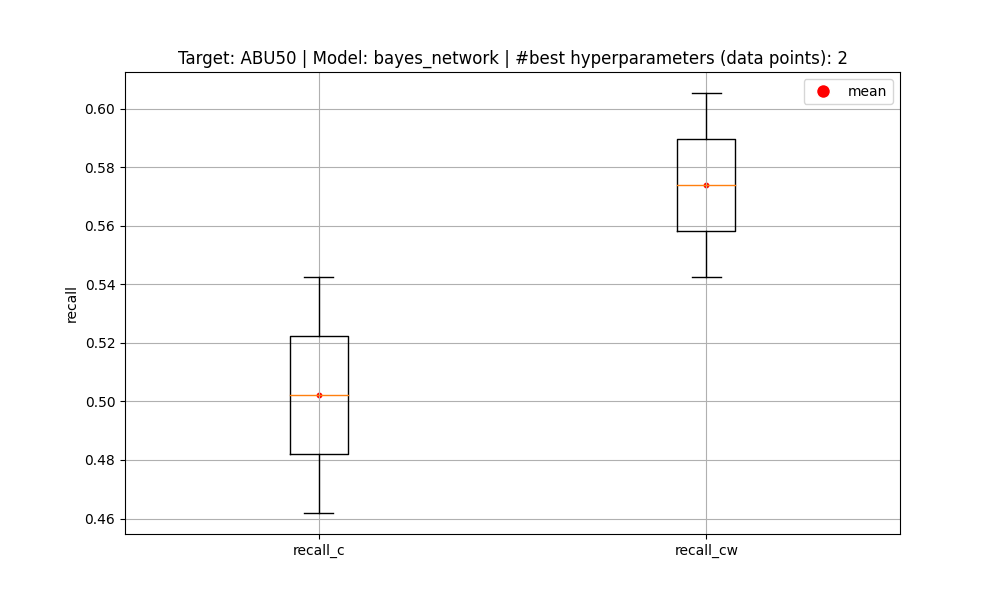 Target: ABU50 | Model: bayes_network | #best hyperparameters (data points): 2
mean
0.60
0.58
0.56
0.54
0.52
0.50
0.48
0.46
recall
recall_c
recall_cw